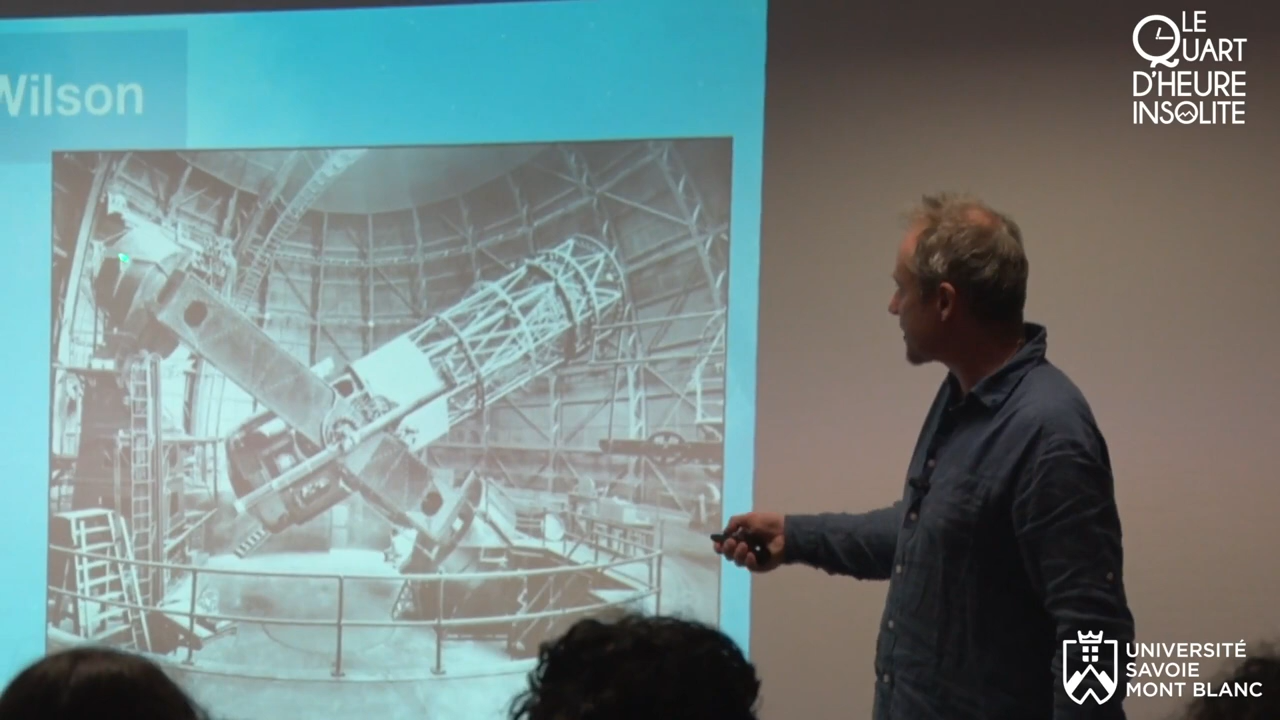 Wilson
LE
QUART
D'HEURE
INSOLITE
UNIVERSITÉ
SAVOIE
MONT BLANC